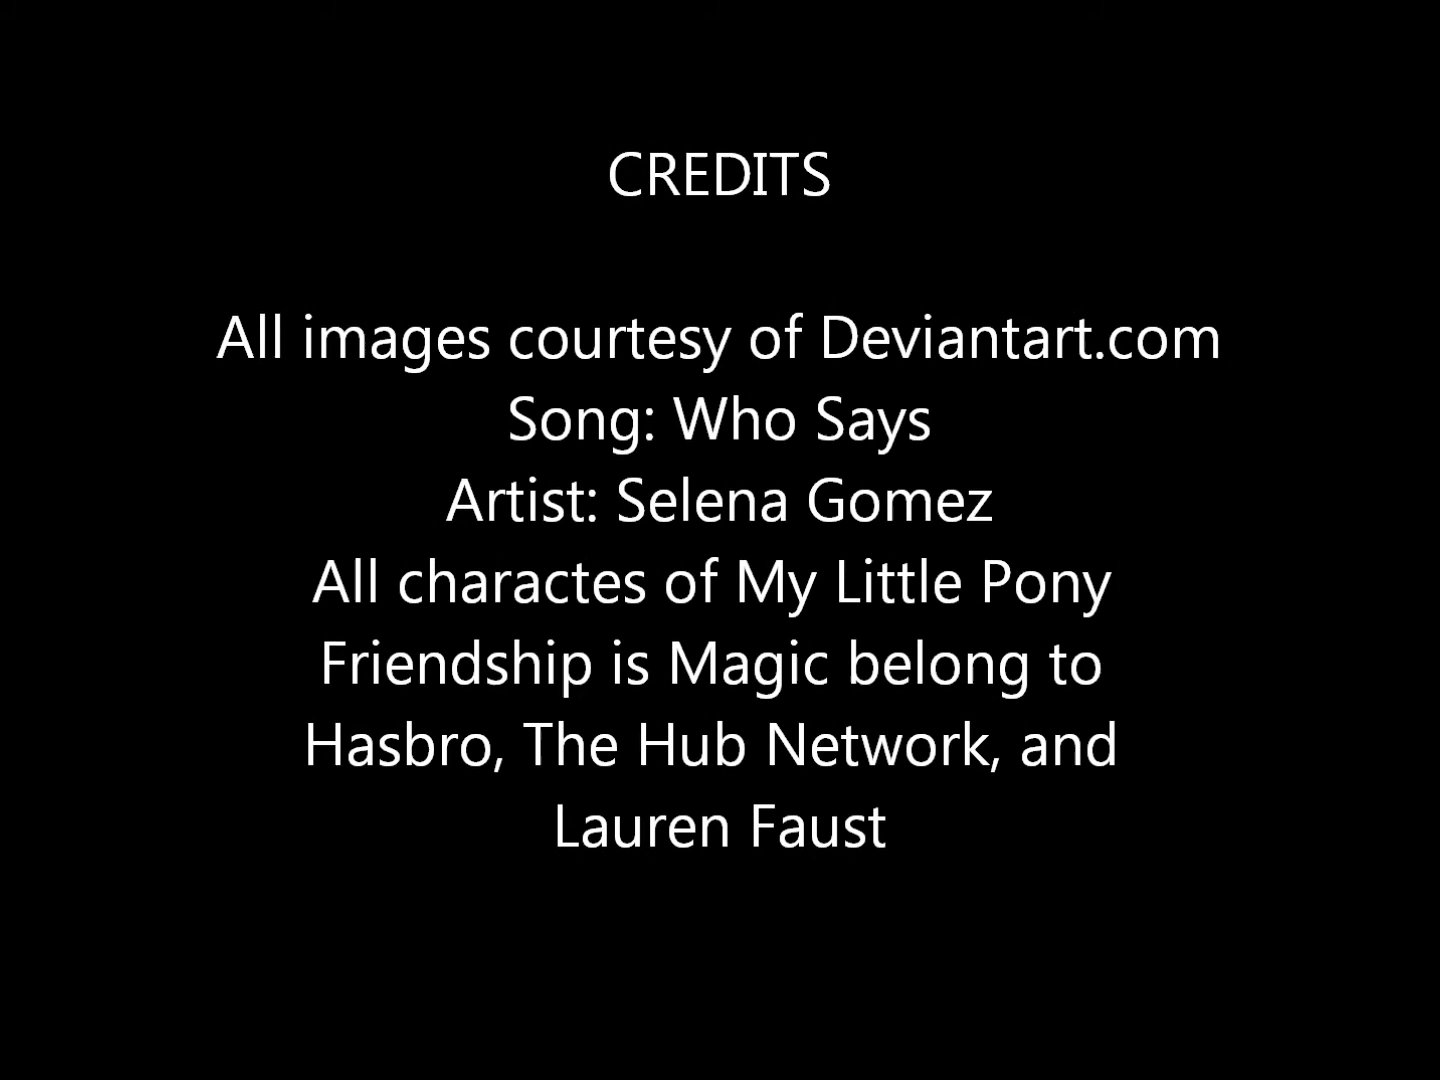 CREDITS
All images courtesy of Deviantart.com
Song: Who Says
Artist: Selena Gomez
All charactes of My Little Pony
Friendship is Magic belong to
Hasbro, The Hub Network, and
Lauren Faust